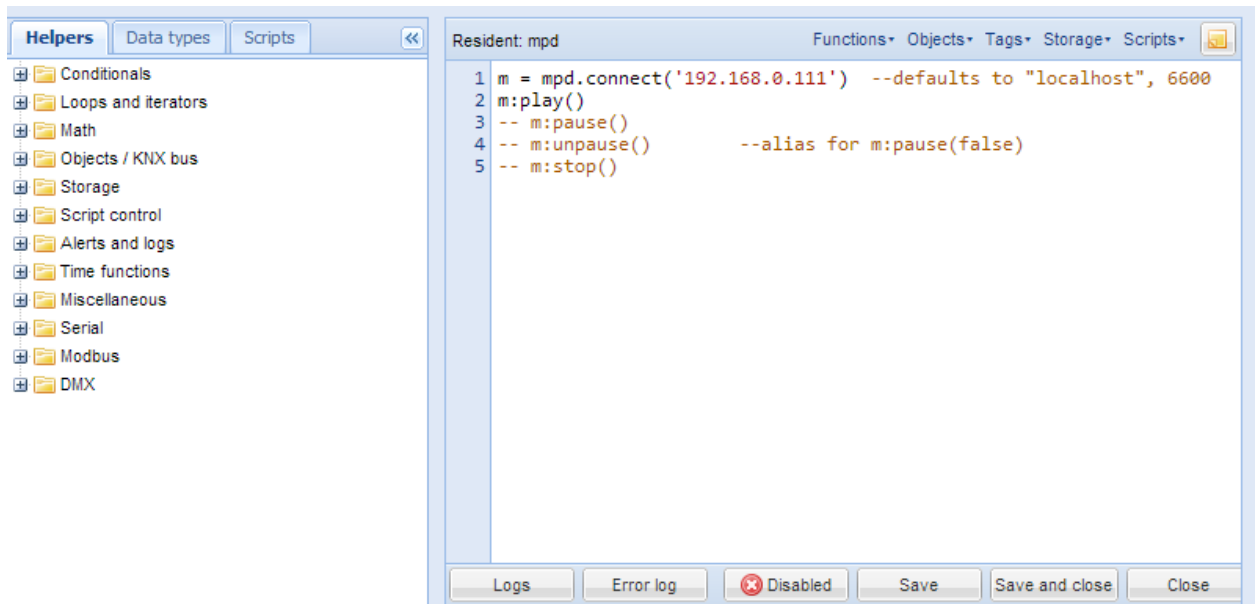 Helpers Data types Scripts
Conditionals
Loops and iterators
Math
Objects / KNX bus
Storage
Script control
Alerts and logs
Time functions
Miscellaneous
Serial
Modbus
DMX
Resident: mpd Functions Objects Tags Storage Scripts
1 m = mpd.connect('192.168.0.111')  --defaults to "localhost", 6600
2 m:play()
3 -- m:pause()
4 -- m:unpause()        --alias for m:pause(false)
5 -- m:stop()
Logs Error log Disabled Save Save and close Close